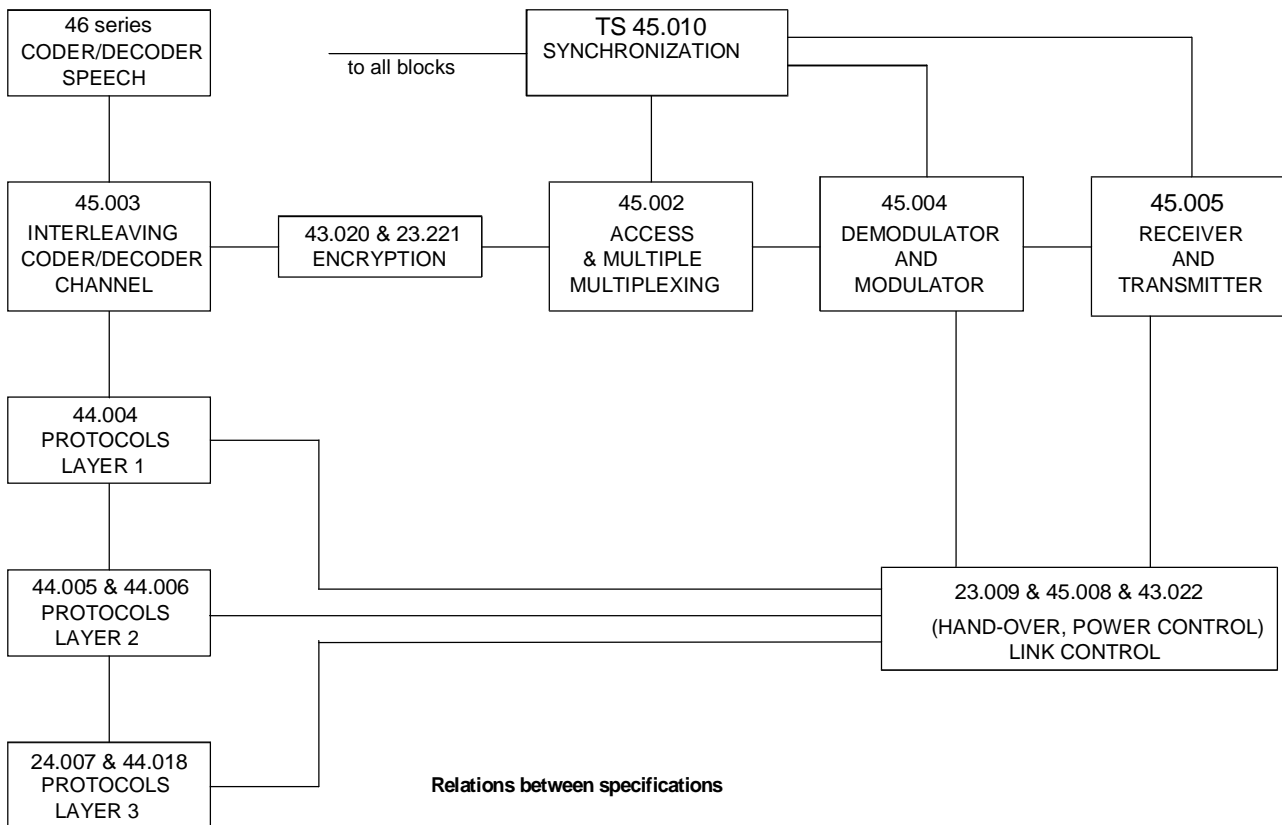 46 series
CODER/DECODER
SPEECH
TS 45.010
SYNCHRONIZATION
to all blocks
45.003
INTERLEAVING
CODER/DECODER
CHANNEL
43.020 & 23.221
ENCRYPTION
45.002
ACCESS
& MULTIPLE
MULTIPLEXING
45.004
DEMODULATOR
AND
MODULATOR
45.005
RECEIVER
AND
TRANSMITTER
44.004
PROTOCOLS
LAYER 1
44.005 & 44.006
PROTOCOLS
LAYER 2
23.009 & 45.008 & 43.022
(HAND-OVER, POWER CONTROL)
LINK CONTROL
24.007 & 44.018
PROTOCOLS
LAYER 3
Relations between specifications